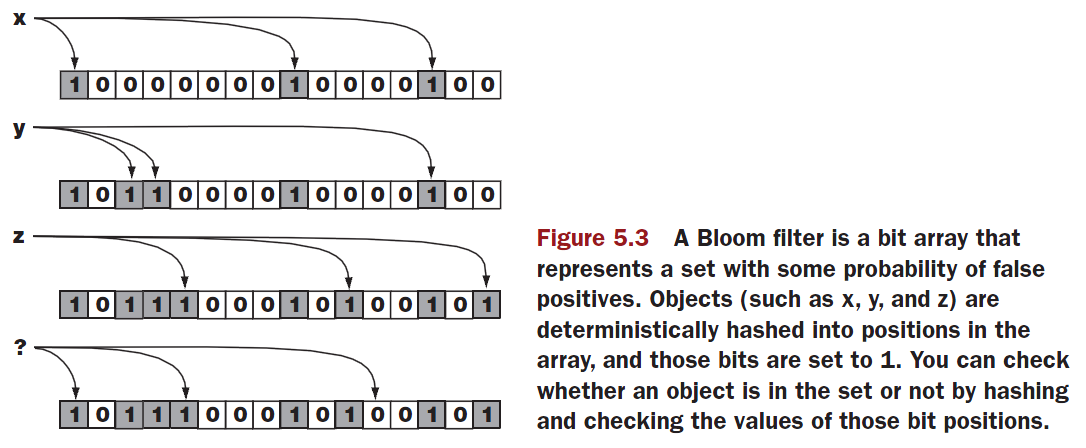 x
1 0 0 0 0 0 0 0 1 0 0 0 0 1 0 0
y
1 0 1 1 0 0 0 0 1 0 0 0 0 1 0 0
z
1 0 1 1 1 0 0 0 1 0 1 0 0 1 0 1
?
1 0 1 1 1 0 0 0 1 0 1 0 0 1 0 1
Figure 5.3 A Bloom filter is a bit array that
represents a set with some probability of false
positives. Objects (such as x, y, and z) are
deterministically hashed into positions in the
array, and those bits are set to 1. You can check
whether an object is in the set or not by hashing
and checking the values of those bit positions.